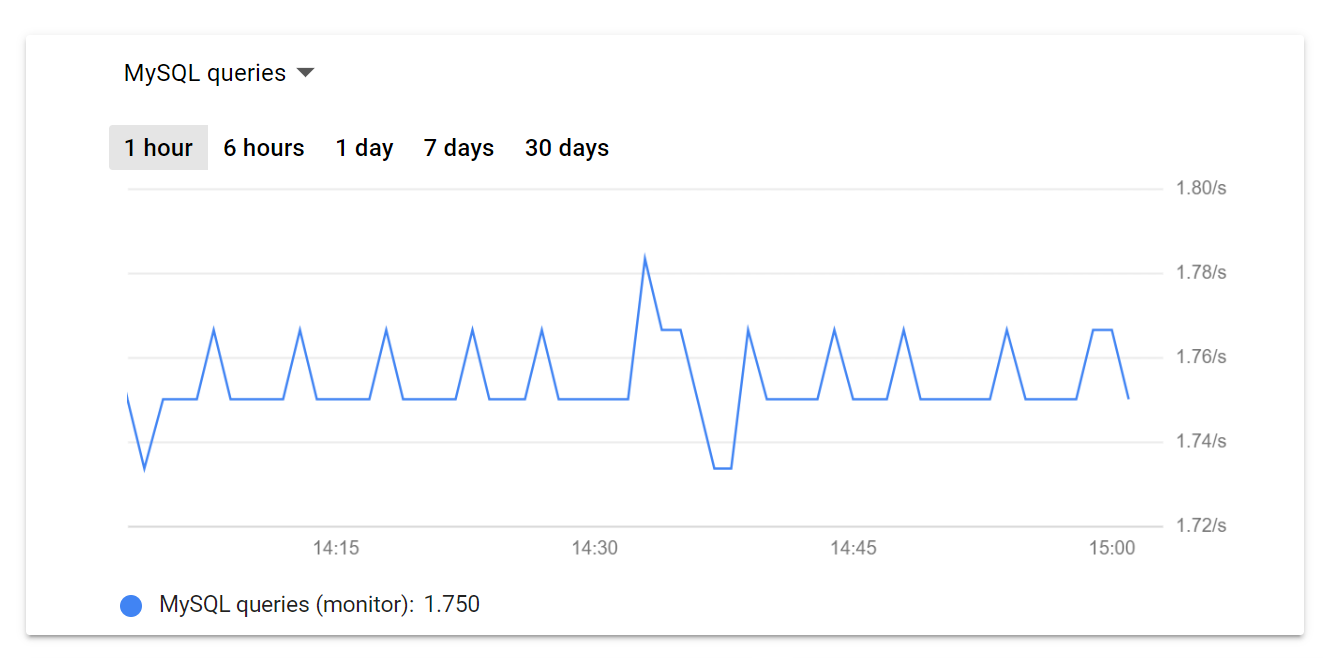 MySQL queries
1 hour 6 hours 1 day 7 days 30 days
1.80/s
1.78/s
1.76/s
1.74/s
1.72/s
14:15 14:30 14:45 15:00
MySQL queries (monitor): 1.750